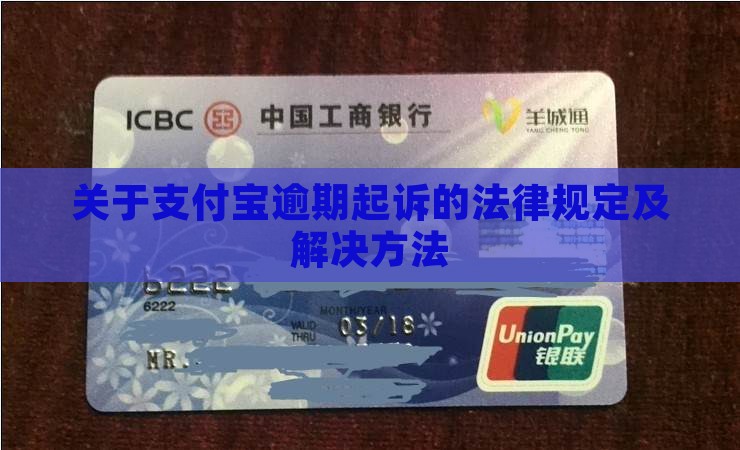 ICBC 中国工商银行 羊城通
YANG CHENG TONG
关于支付宝逾期起诉的法律规定及
解决方法
6222
6222
MONTH/YEAR
VALID THRU 03/18
MR.
UnionPay
银联